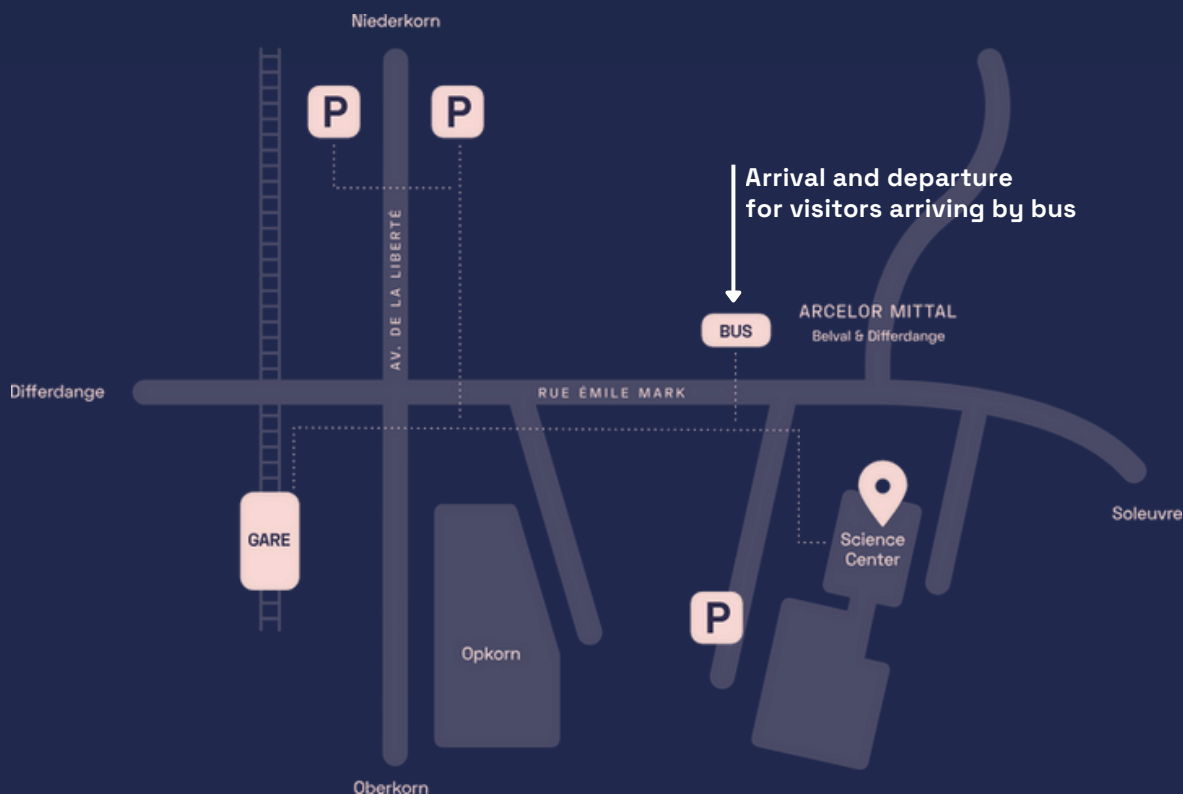 Niederkorn
P
P
Arrival and departure
for visitors arriving by bus
AV. DE LA LIBERTÉ
ARCELOR MITTAL
BUS
Belval & Differdange
Differdange
RUE ÉMILE MARK
Soleuvre
GARE
Science
Center
P
Opkorn
Oberkorn